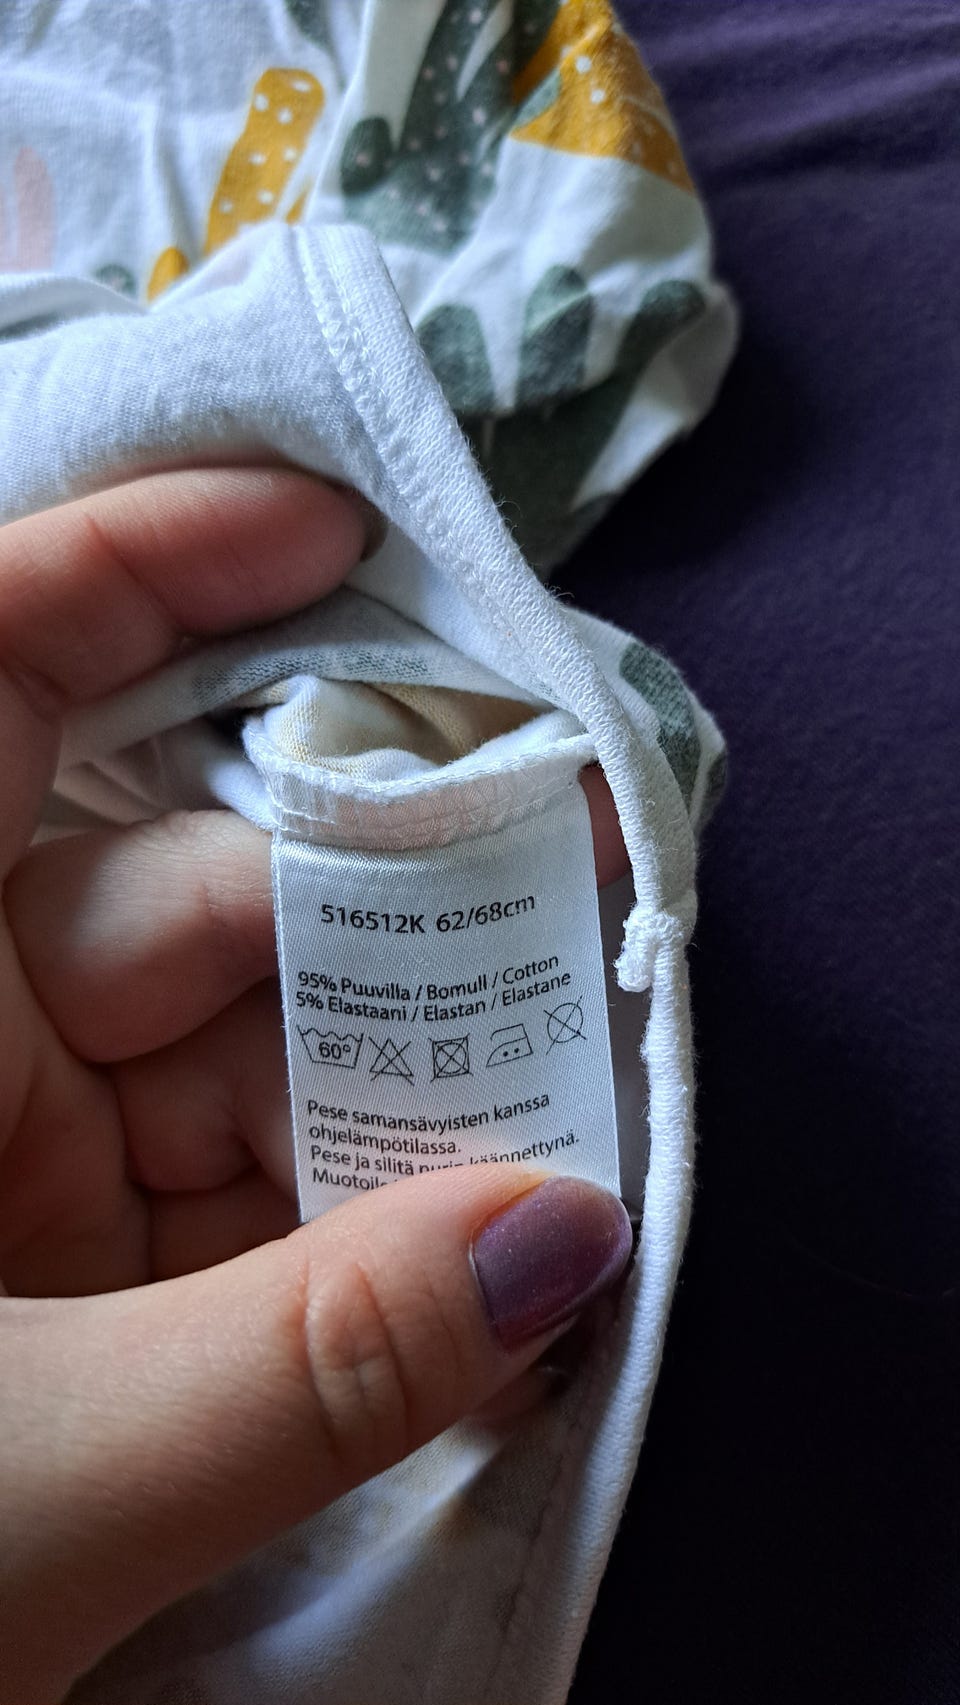 516512K 62/68cm
95% Puuvilla / Bomull / Cotton
5% Elastaani / Elastan / Elastane
60°
Pese samansävyisten kanssa
ohjelämpötilassa.
Pese ja silitä käännettynä.